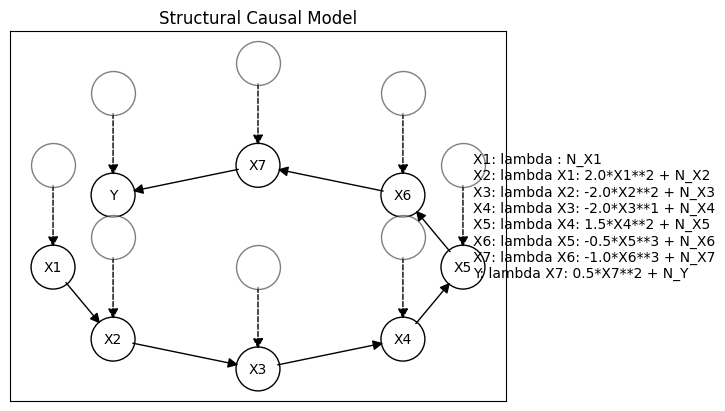 Structural Causal Model
X7
Y
X6
X1
X5
X2
X4
X3
X1: lambda : N_X1
X2: lambda X1: 2.0*X1**2 + N_X2
X3: lambda X2: -2.0*X2**2 + N_X3
X4: lambda X3: -2.0*X3**1 + N_X4
X5: lambda X4: 1.5*X4**2 + N_X5
X6: lambda X5: -0.5*X5**3 + N_X6
X7: lambda X6: -1.0*X6**3 + N_X7
Y: lambda X7: 0.5*X7**2 + N_Y